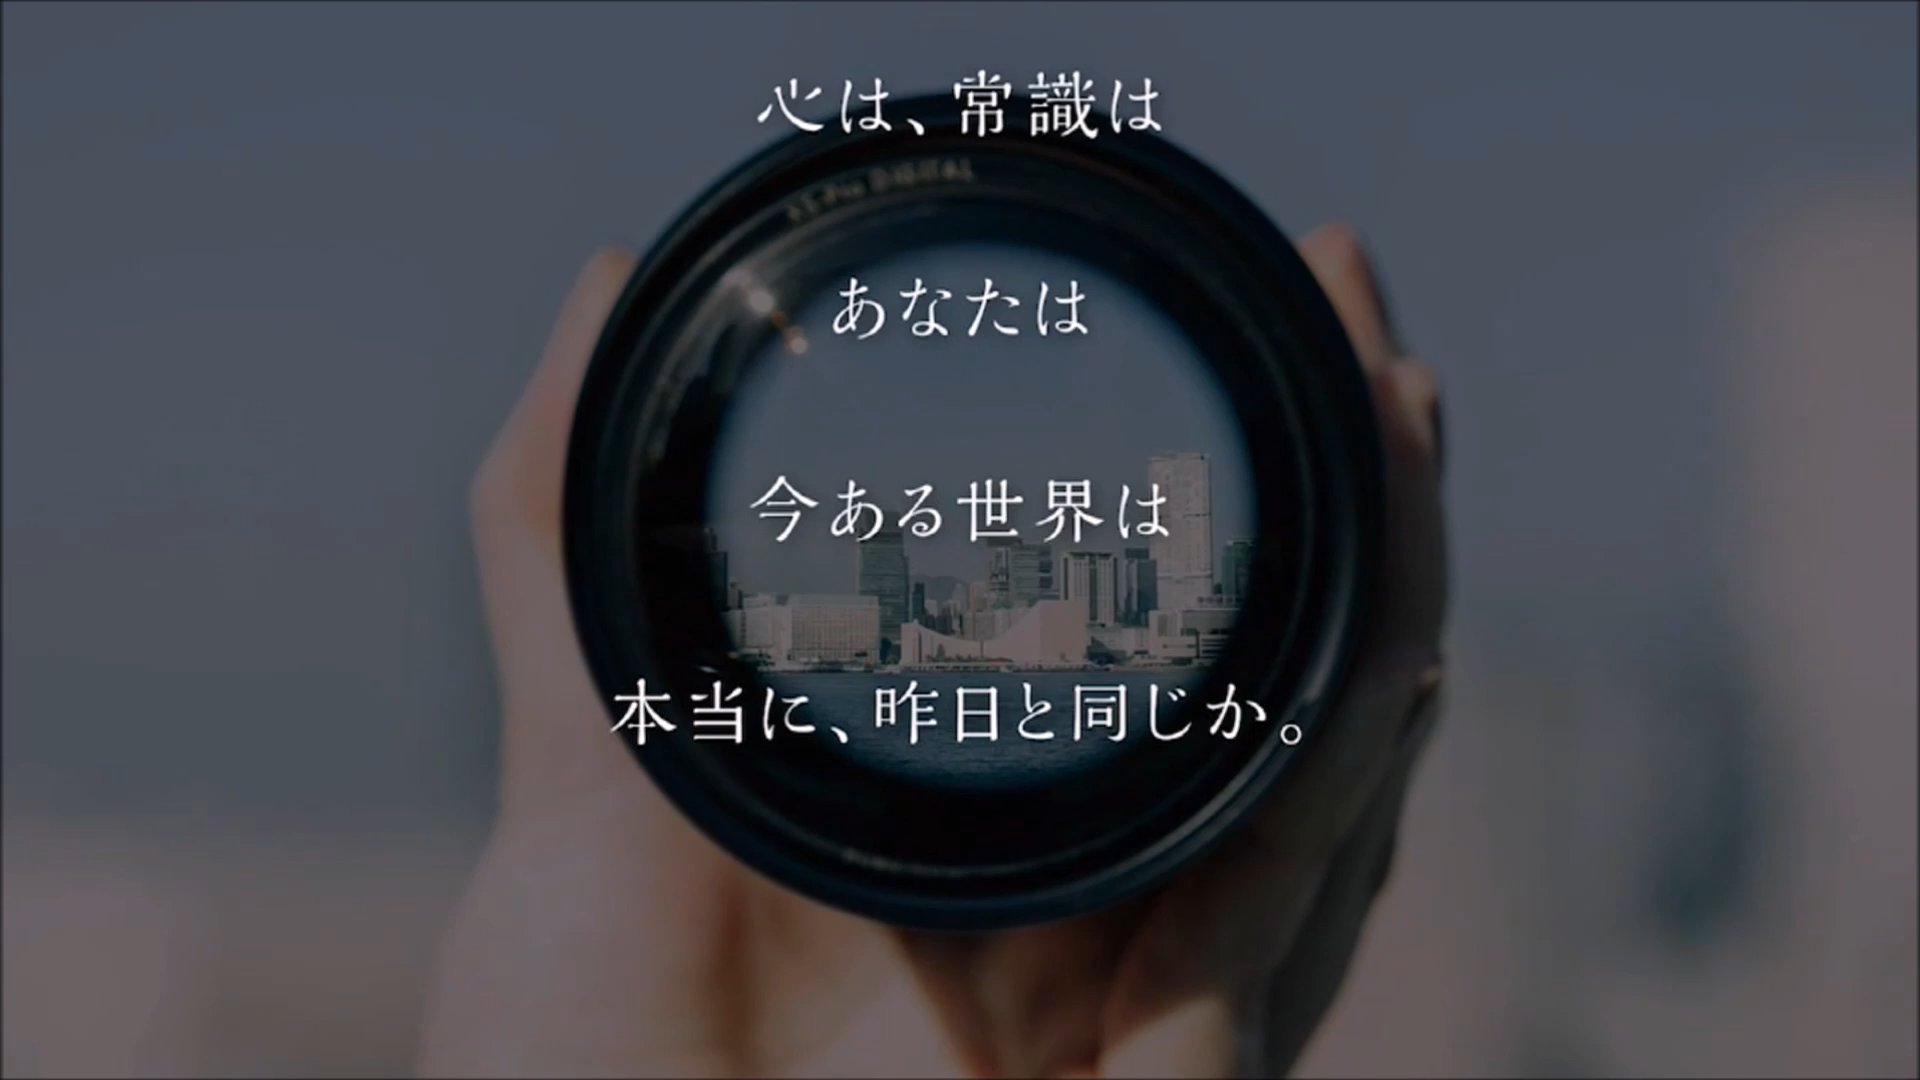 心は、常識は
あなたは
今ある世界は
本当に、昨日と同じか。